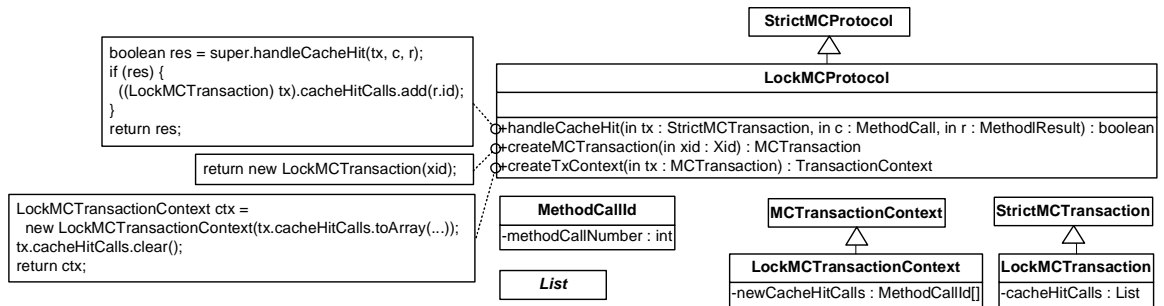 StrictMCProtocol
boolean res = super.handleCacheHit(tx, c, r);
if (res) {
((LockMCTransaction) tx).cacheHitCalls.add(r.id);
}
return res;
LockMCProtocol
+handleCacheHit(in tx : StrictMCTransaction, in c : MethodCall, in r : MethodlResult) : boolean
+createMCTransaction(in xid : Xid) : MCTransaction
+createTxContext(in tx : MCTransaction) : TransactionContext
return new LockMCTransaction(xid);
LockMCTransactionContext ctx =
new LockMCTransactionContext(tx.cacheHitCalls.toArray(...));
tx.cacheHitCalls.clear();
return ctx;
MethodCallId
-methodCallNumber : int
List
MCTransactionContext
LockMCTransactionContext
-newCacheHitCalls : MethodCallId[]
StrictMCTransaction
LockMCTransaction
-cacheHitCalls : List